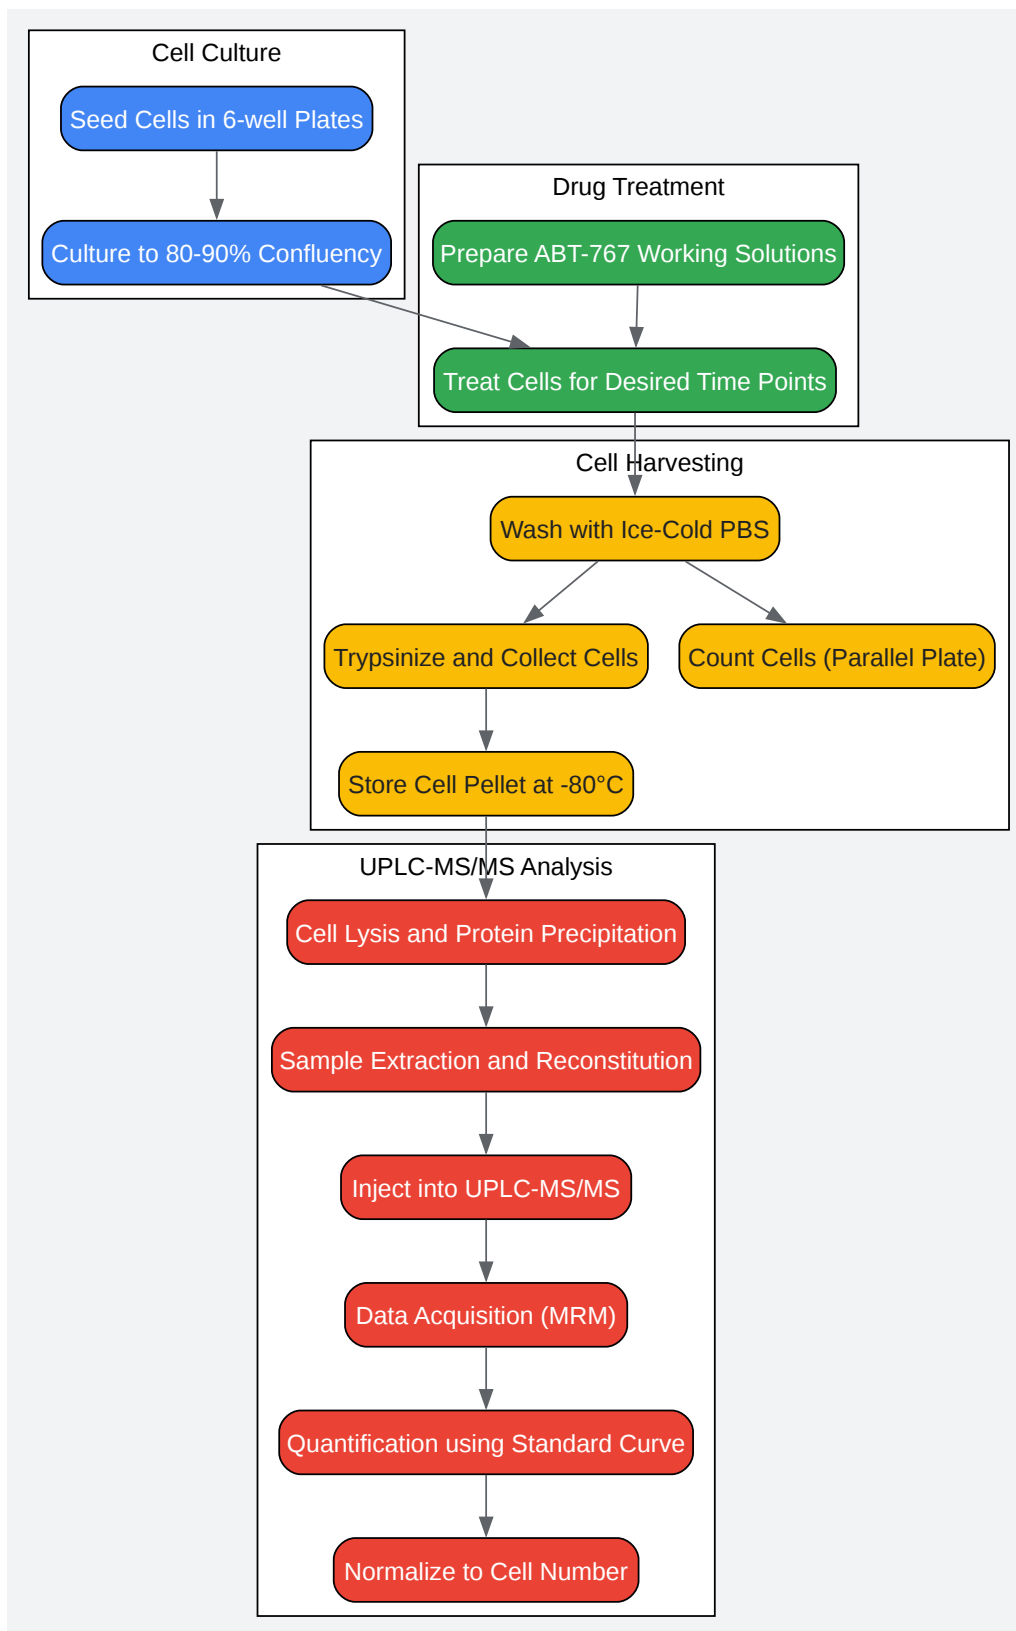 Cell Culture
Seed Cells in 6-well Plates
Culture to 80-90% Confluency
Drug Treatment
Prepare ABT-767 Working Solutions
Treat Cells for Desired Time Points
Cell Harvesting
Wash with Ice-Cold PBS
Trypsinize and Collect Cells
Count Cells (Parallel Plate)
Store Cell Pellet at -80°C
UPLC-MS/MS Analysis
Cell Lysis and Protein Precipitation
Sample Extraction and Reconstitution
Inject into UPLC-MS/MS
Data Acquisition (MRM)
Quantification using Standard Curve
Normalize to Cell Number